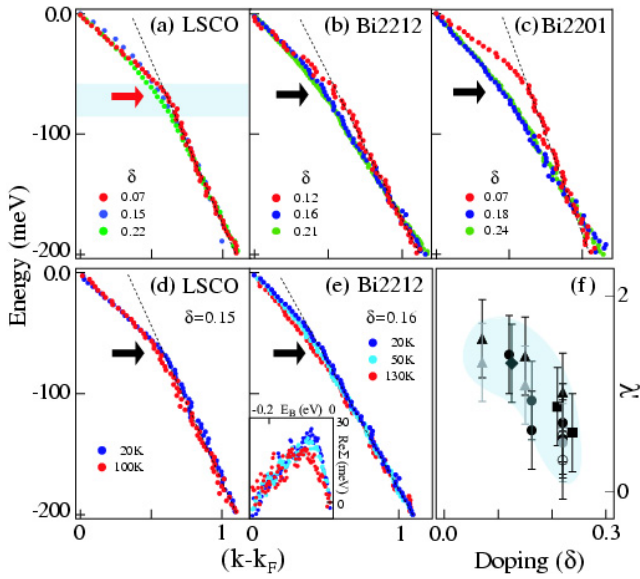 0.0
(a) LSCO
(b) Bi2212
(c) Bi2201
-100
-200
δ
0.07
0.15
0.22
δ
0.12
0.16
0.21
δ
0.07
0.18
0.24
Energy (meV)
0.0
(d) LSCO
δ=0.15
(e) Bi2212
δ=0.16
20K
50K
130K
(f)
2
λ
0
-100
-200
20K
100K
-0.2
E_B (eV)
0
30
ReΣ (meV)
0
0
1
0
1
0.0
0.3
(k-k_F)
Doping (δ)